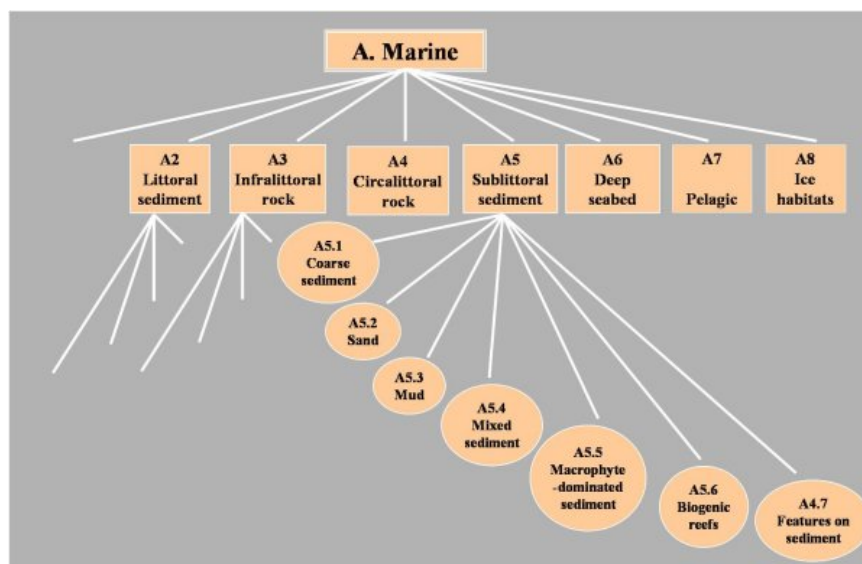 A. Marine
A2
Littoral
sediment
A3
Infralittoral
rock
A4
Circalittoral
rock
A5
Sublittoral
sediment
A6
Deep
seabed
A7
Pelagic
A8
Ice
habitats
A5.1
Coarse
sediment
A5.2
Sand
A5.3
Mud
A5.4
Mixed
sediment
A5.5
Macrophyte
-dominated
sediment
A5.6
Biogenic
reefs
A4.7
Features on
sediment